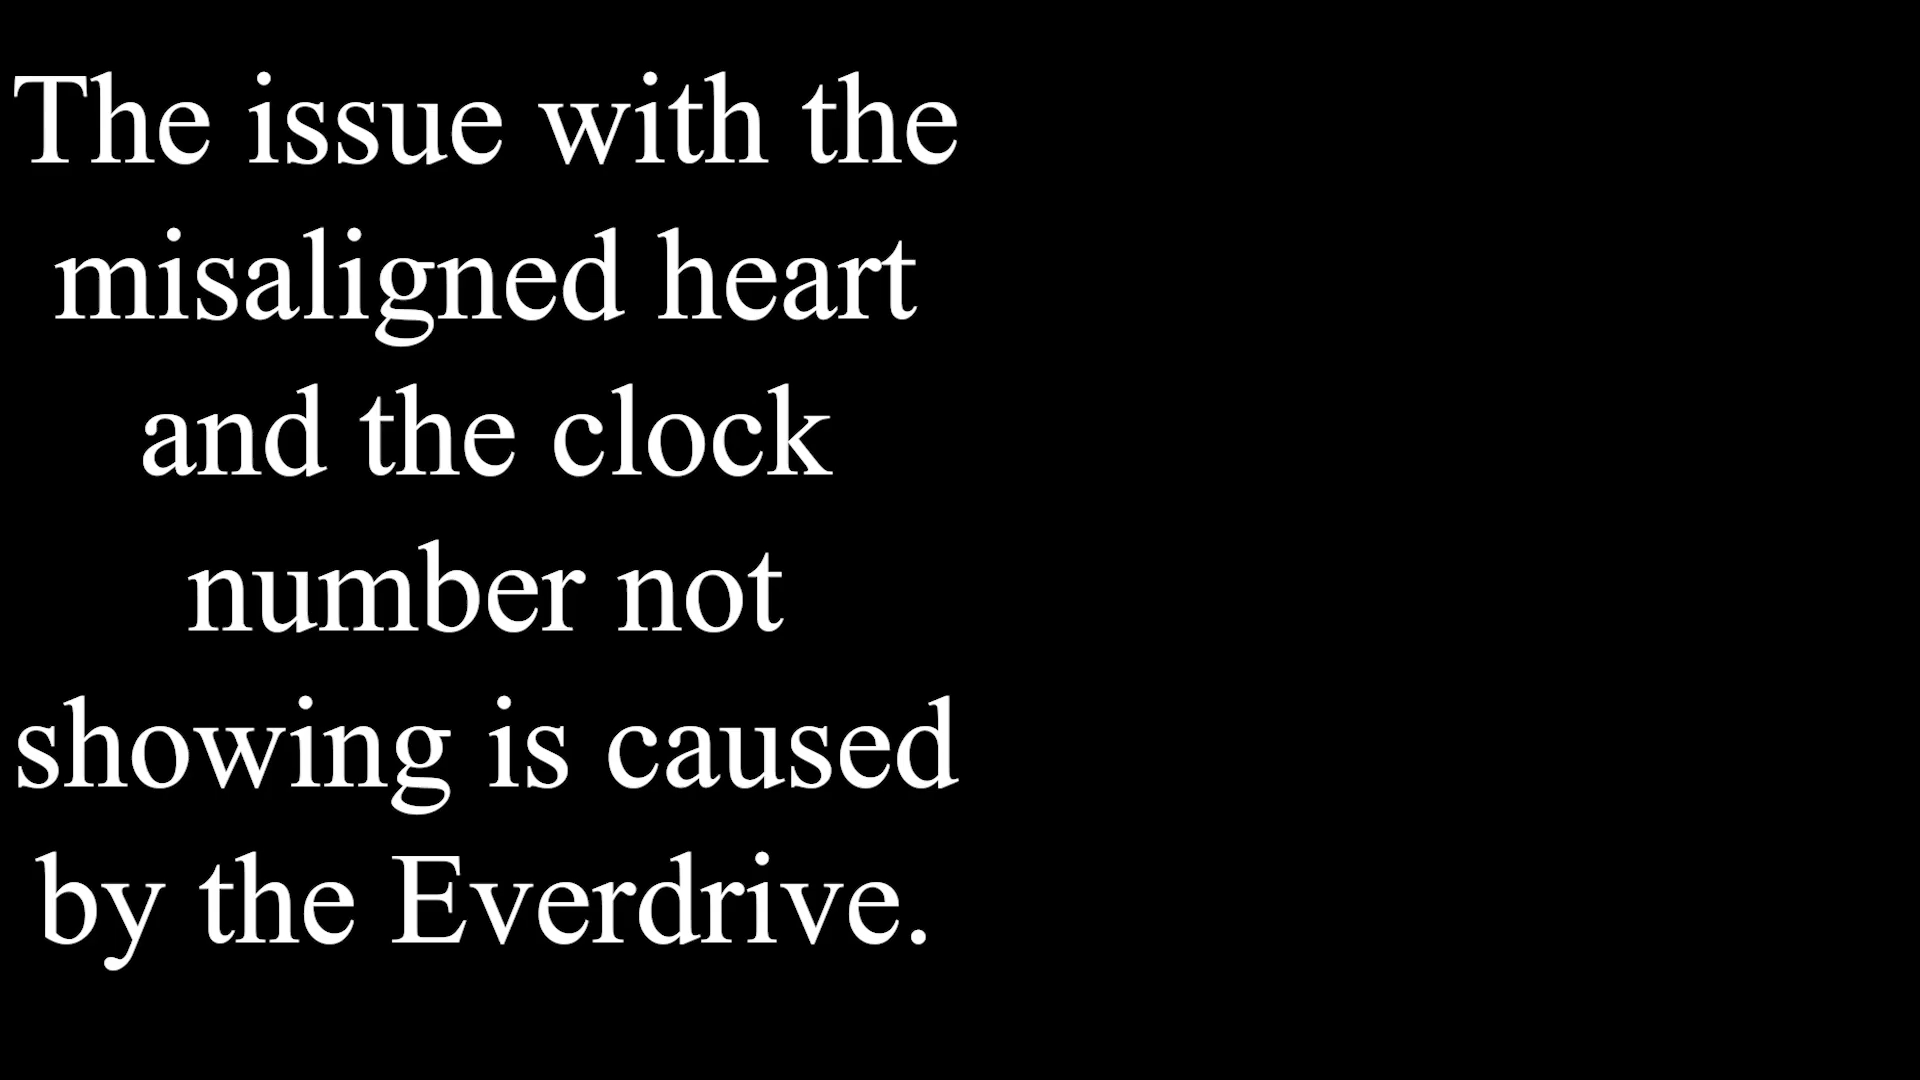 The issue with the
misaligned heart
and the clock
number not
showing is caused
by the Everdrive.